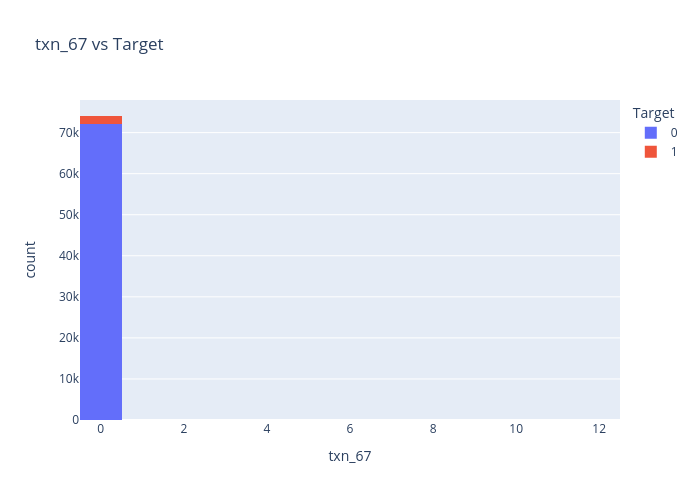 txn_67 vs Target
Target
0
1
70k
60k
50k
40k
30k
20k
10k
0
count
0 2 4 6 8 10 12
txn_67